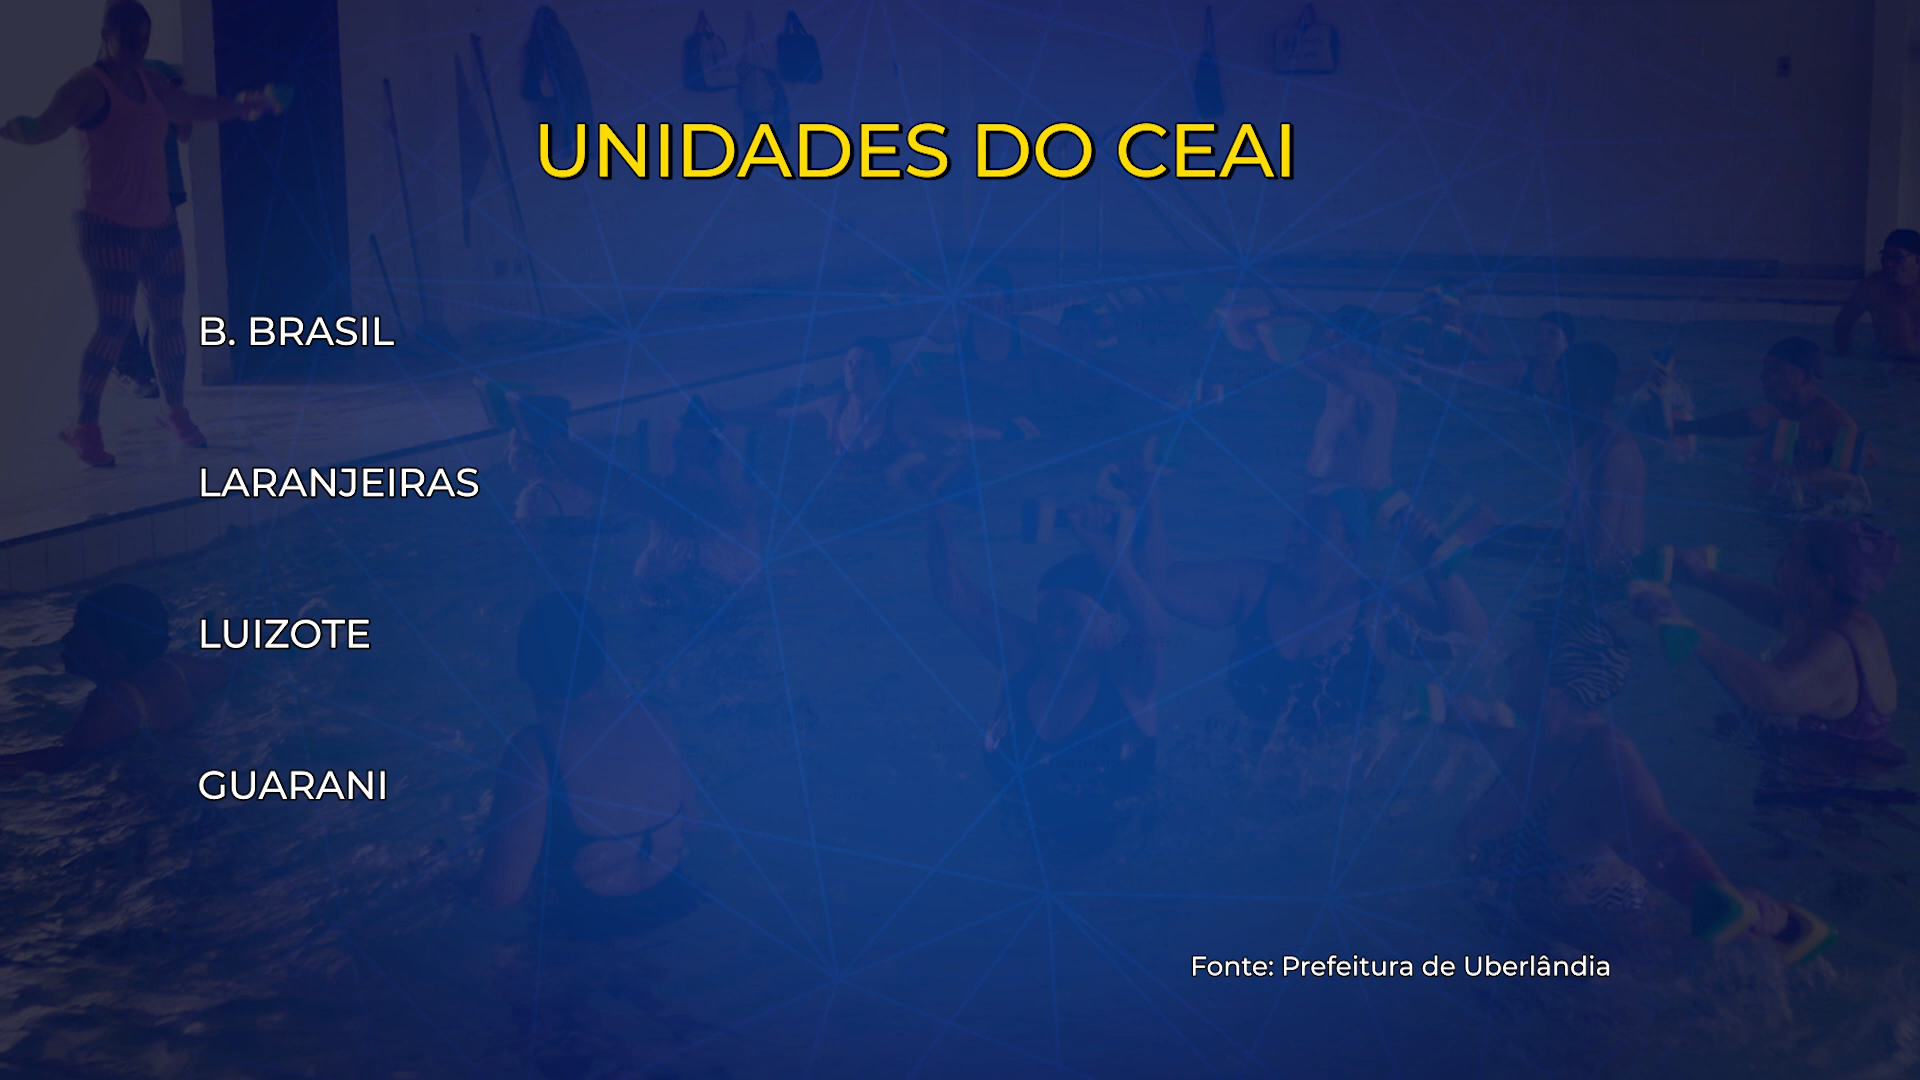 UNIDADES DO CEAI
B. BRASIL
LARANJEIRAS
LUIZOTE
GUARANI
Fonte: Prefeitura de Uberlândia